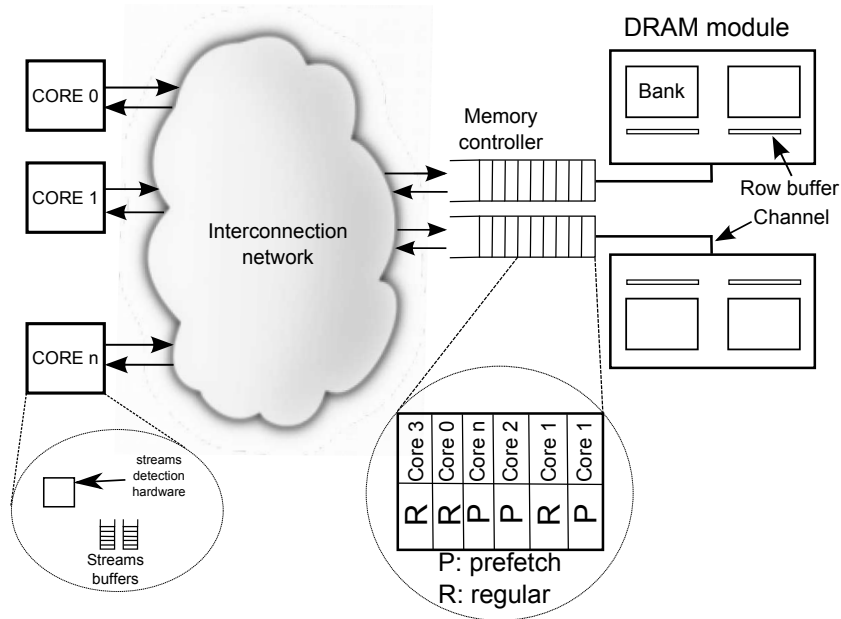 DRAM module
CORE 0
Bank
Memory
controller
CORE 1
Row buffer
Channel
Interconnection
network
CORE n
streams
detection
hardware
Streams
buffers
Core 3
Core 0
Core n
Core 2
Core 1
Core 1
R
R
P
P
R
P
P: prefetch
R: regular